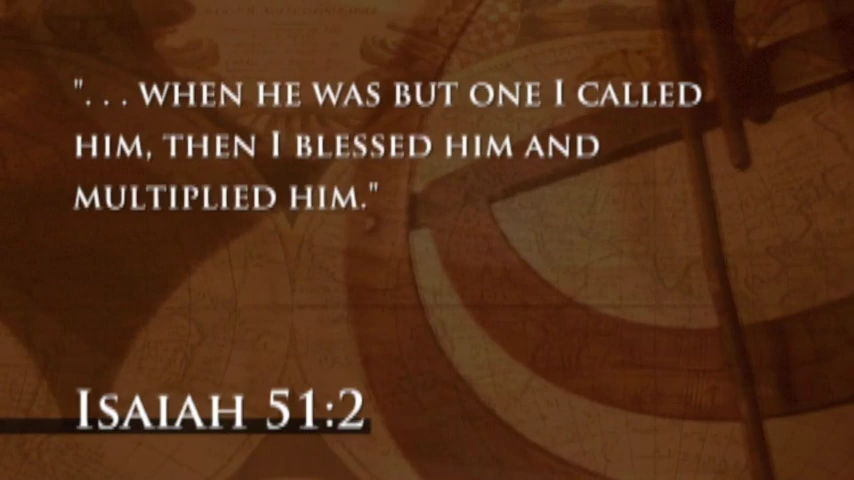 ". . . WHEN HE WAS BUT ONE I CALLED
HIM, THEN I BLESSED HIM AND
MULTIPLIED HIM."
ISAIAH 51:2